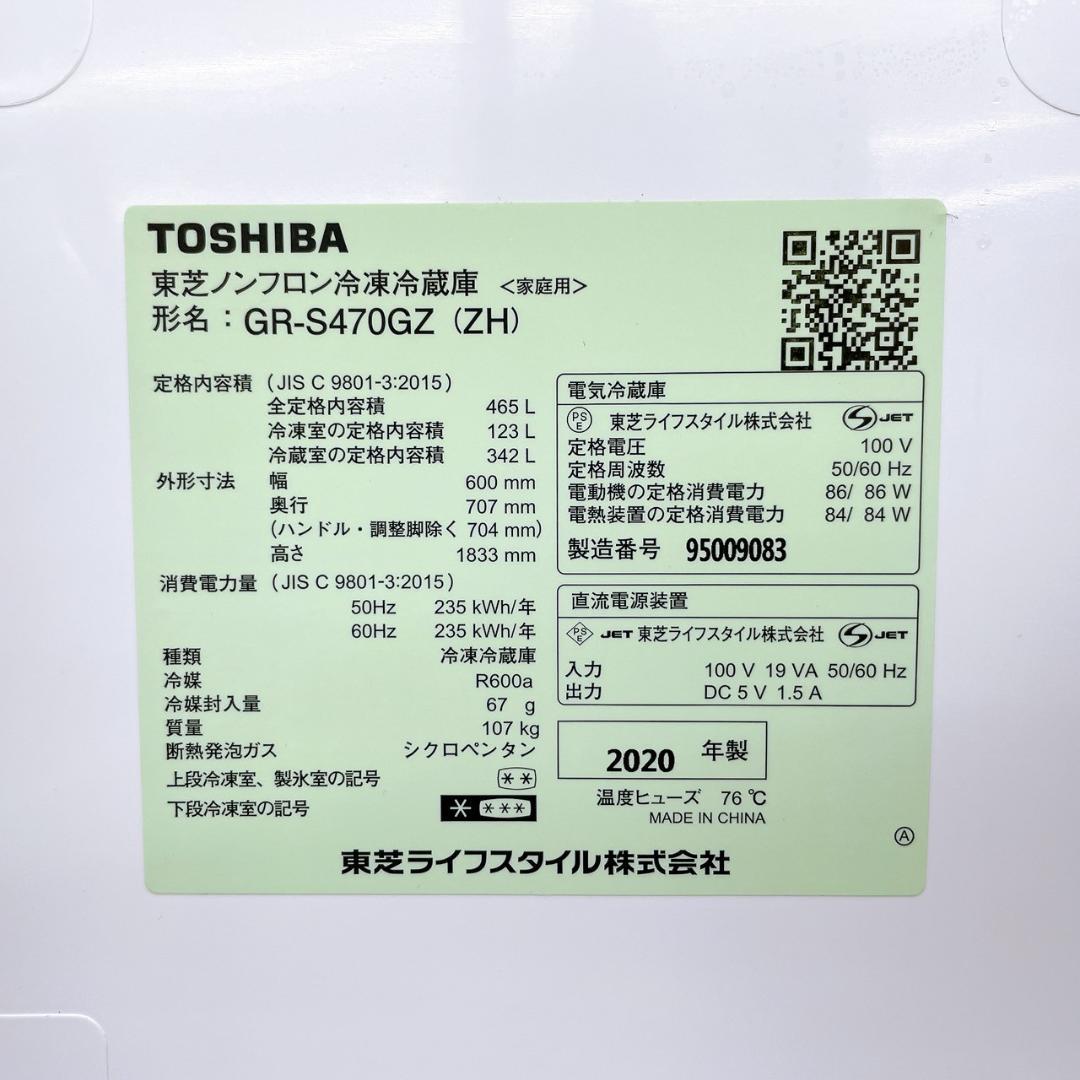 TOSHIBA
東芝ノンフロン冷凍冷蔵庫 <家庭用>
形名：GR-S470GZ (ZH)
定格内容積 (JIS C 9801-3:2015)
全定格内容積 465 L
冷凍室の定格内容積 123 L
冷蔵室の定格内容積 342 L
外形寸法 幅 600 mm
奥行 707 mm
(ハンドル・調整脚除く 704 mm)
高さ 1833 mm
消費電力量 (JIS C 9801-3:2015)
50Hz 235 kWh/年
60Hz 235 kWh/年
種類 冷凍冷蔵庫
冷媒 R600a
冷媒封入量 67 g
質量 107 kg
断熱発泡ガス シクロペンタン
上段冷凍室、製氷室の記号 **
下段冷凍室の記号 * ***
電気冷蔵庫
PSE 東芝ライフスタイル株式会社 S JET
定格電圧 100 V
定格周波数 50/60 Hz
電動機の定格消費電力 86/ 86 W
電熱装置の定格消費電力 84/ 84 W
製造番号 95009083
直流電源装置
PSE JET 東芝ライフスタイル株式会社 S JET
入力 100 V 19 VA 50/60 Hz
出力 DC 5 V 1.5 A
2020 年製
温度ヒューズ 76 ℃
MADE IN CHINA
Ⓐ
東芝ライフスタイル株式会社